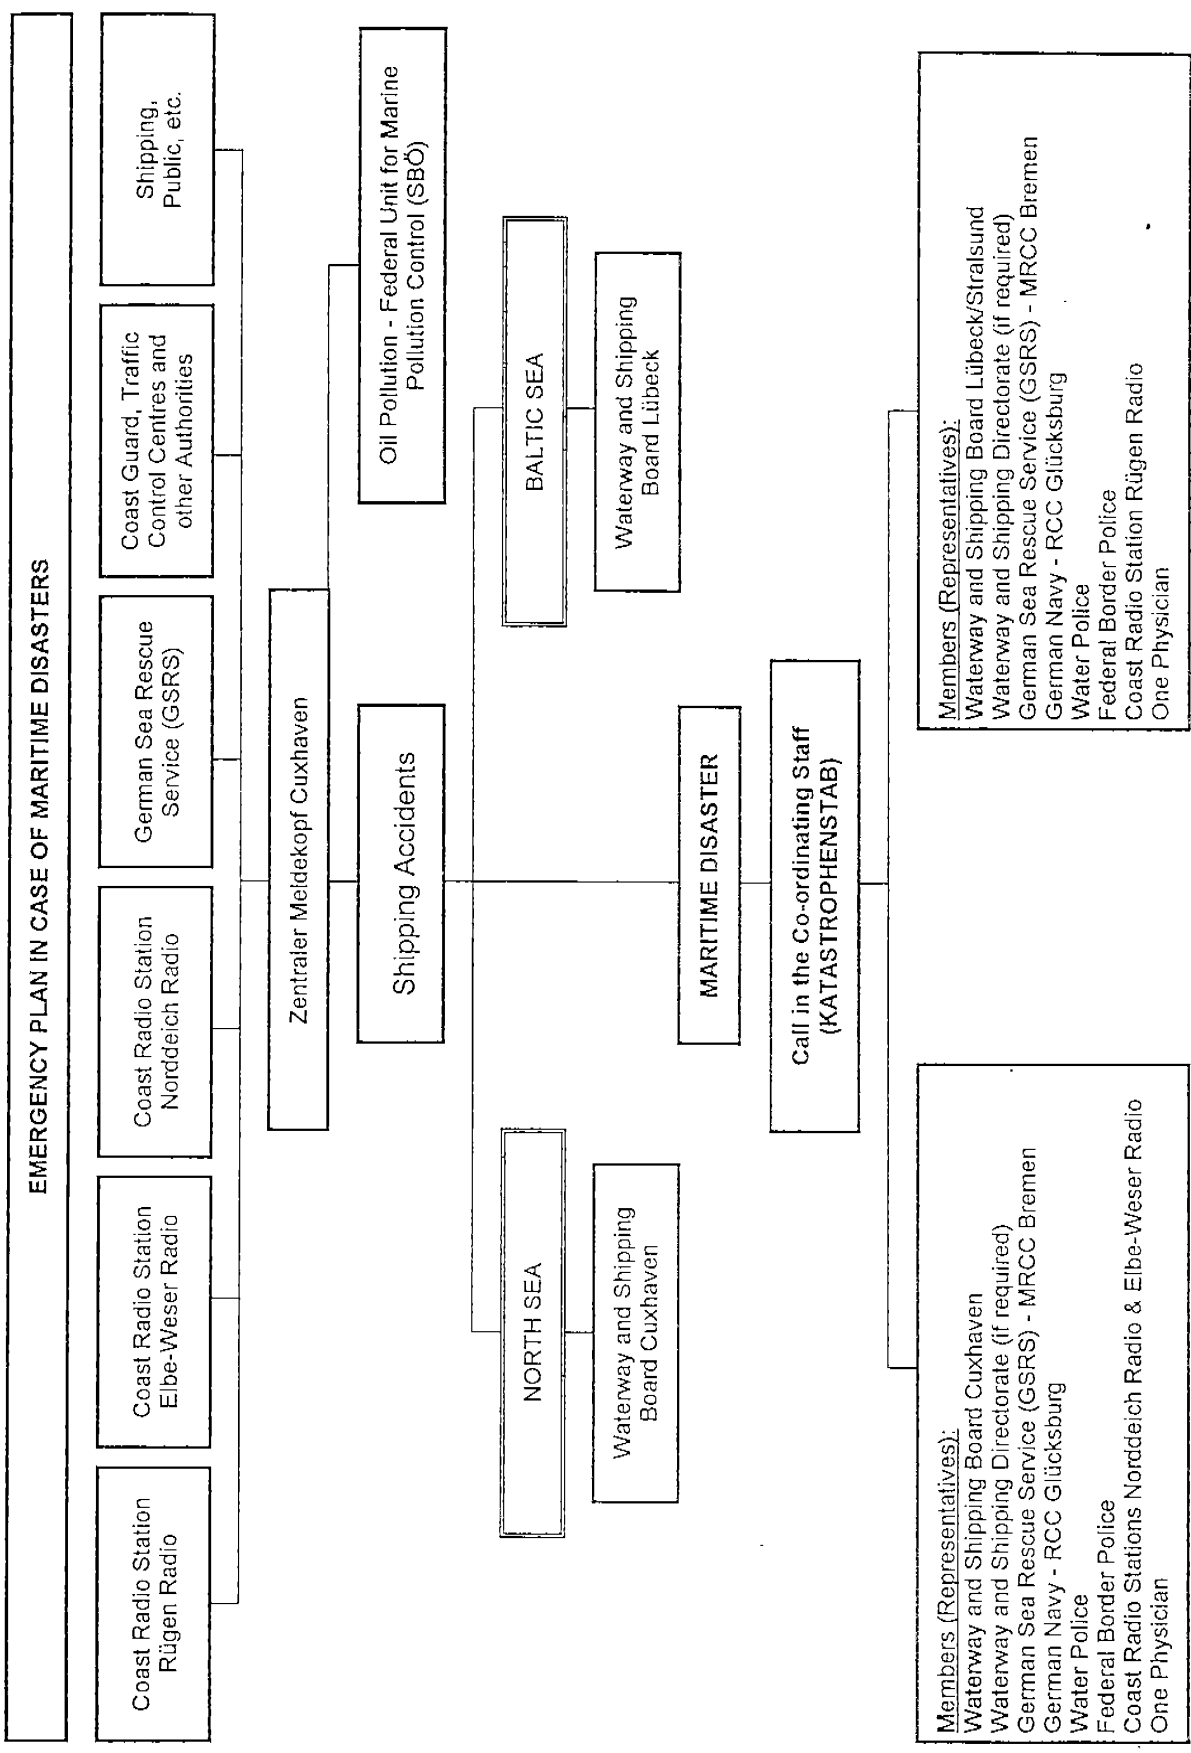 EMERGENCY PLAN IN CASE OF MARITIME DISASTERS
Coast Radio Station
Rügen Radio
Coast Radio Station
Elbe-Weser Radio
Coast Radio Station
Norddeich Radio
German Sea Rescue
Service (GSRS)
Coast Guard, Traffic
Control Centres and
other Authorities
Shipping,
Public, etc.
Zentraler Meldekopf Cuxhaven
Shipping Accidents
Oil Pollution - Federal Unit for Marine
Pollution Control (SBÖ)
NORTH SEA
BALTIC SEA
Waterway and Shipping
Board Cuxhaven
Waterway and Shipping
Board Lübeck
MARITIME DISASTER
Call in the Co-ordinating Staff
(KATASTROPHENSTAB)
Members (Representatives):
Waterway and Shipping Board Cuxhaven
Waterway and Shipping Directorate (if required)
German Sea Rescue Service (GSRS) - MRCC Bremen
German Navy - RCC Glücksburg
Water Police
Federal Border Police
Coast Radio Stations Norddeich Radio & Elbe-Weser Radio
One Physician
Members (Representatives):
Waterway and Shipping Board Lübeck/Stralsund
Waterway and Shipping Directorate (if required)
German Sea Rescue Service (GSRS) - MRCC Bremen
German Navy - RCC Glücksburg
Water Police
Federal Border Police
Coast Radio Station Rügen Radio
One Physician